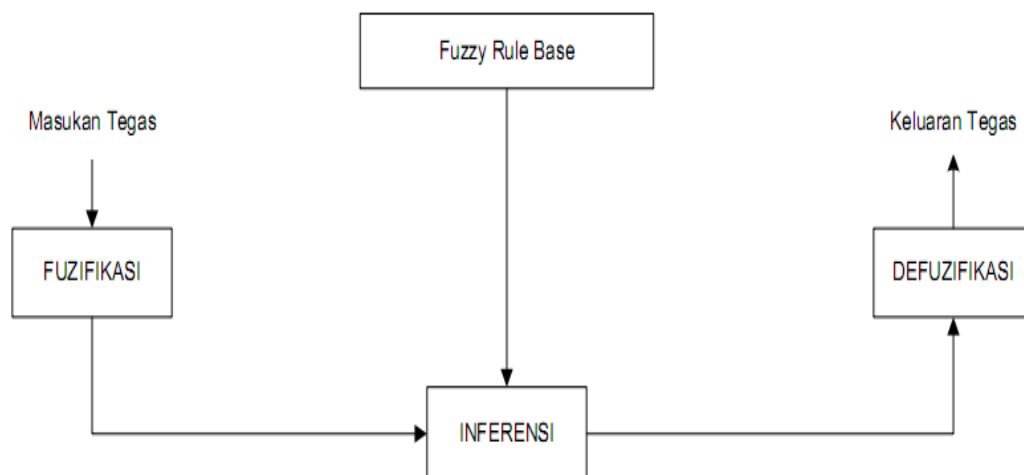 Fuzzy Rule Base
Masukan Tegas
Keluaran Tegas
FUZIFIKASI
DEFUZIFIKASI
INFERENSI